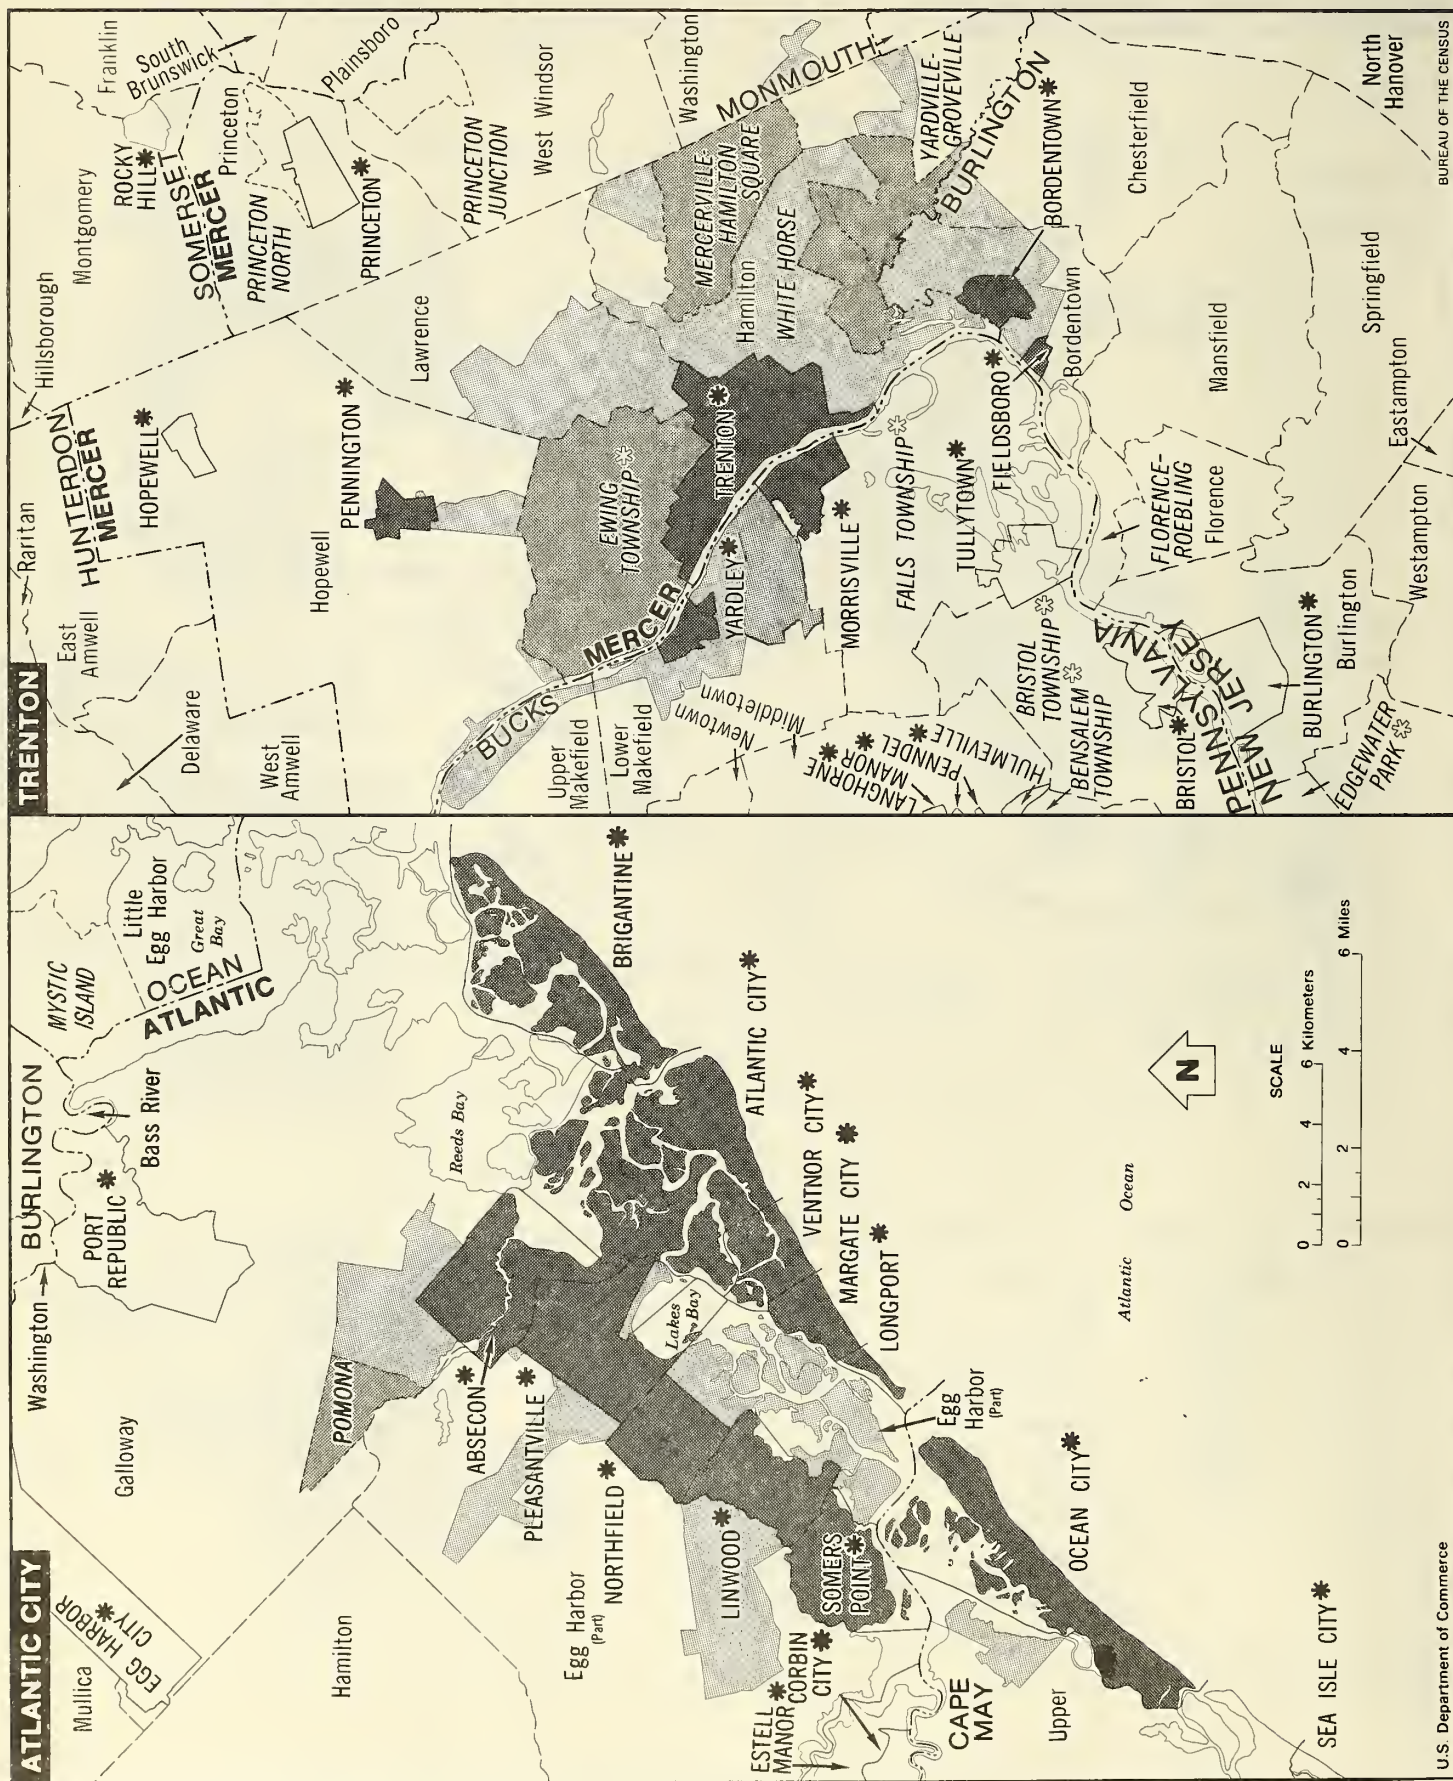 ATLANTIC CITY
Mullica
EGG HARBOR
CITY*
Galloway
Washington
BURLINGTON
PORT
REPUBLIC*
Bass River
MYSTIC
ISLAND
OCEAN
ATLANTIC
Little
Egg Harbor
Great
Bay
Hamilton
POMONA
Reeds Bay
ABSECON*
PLEASANTVILLE*
Egg Harbor
(Part)
NORTHFIELD*
LINWOOD*
SOMERS
POINT*
Lakes
Bay
BRIGANTINE*
ATLANTIC CITY*
VENTNOR CITY*
MARGATE CITY*
LONGPORT*
Egg
Harbor
(Part)
ESTELL
MANOR*
CORBIN
CITY*
CAPE
MAY
Upper
OCEAN CITY*
Atlantic Ocean
SEA ISLE CITY*
N
SCALE
0 2 4 6 Kilometers
0 2 4 6 Miles
U.S. Department of Commerce
TRENTON
East
Amwell
Raritan
HUNTERDON
MERCER
Hillsborough
Montgomery
Franklin
South
Brunswick
ROCKY
HILL*
SOMERSET
MERCER
Princeton
Plainsboro
PRINCETON
NORTH
PRINCETON*
PRINCETON
JUNCTION
West Windsor
Washington
Delaware
West
Amwell
HOPEWELL*
Hopewell
PENNINGTON*
Lawrence
BUCKS
MERCER
Upper
Makefield
Lower
Makefield
EWING
TOWNSHIP*
TRENTON*
YARDLEY*
MORRISVILLE*
Hamilton
MERCERVILLE-
HAMILTON
SQUARE
WHITE HORSE
MONMOUTH
YARDVILLE-
GROVEVILLE
BURLINGTON
BORDENTOWN*
Newtown
Middletown
LANGHORNE
MANOR*
PENNDEL*
HULMEVILLE*
FALLS TOWNSHIP*
TULLYTOWN*
FIELDSBORO*
Bordentown
Chesterfield
North
Hanover
BRISTOL
TOWNSHIP*
BENSALEM*
TOWNSHIP
BRISTOL*
PENNSYLVANIA
NEW JERSEY
FLORENCE-
ROEBLING
Florence
Mansfield
Springfield
BURLINGTON*
Burlington
EDGEWATER
PARK*
Westampton
Eastampton
BUREAU OF THE CENSUS